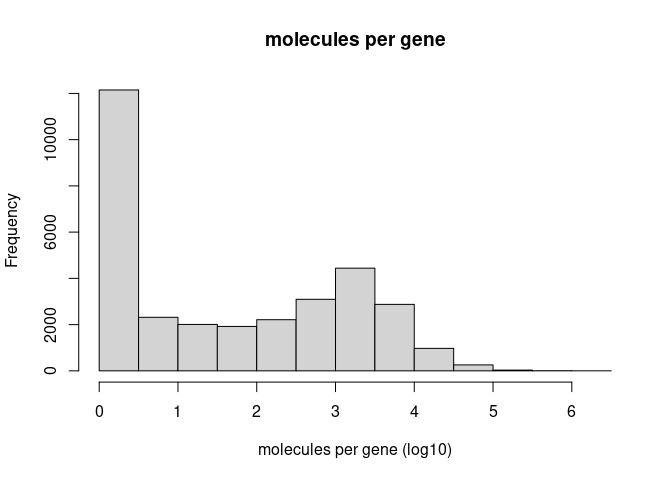 molecules per gene
Frequency
10000
6000
2000
0
0 1 2 3 4 5 6
molecules per gene (log10)